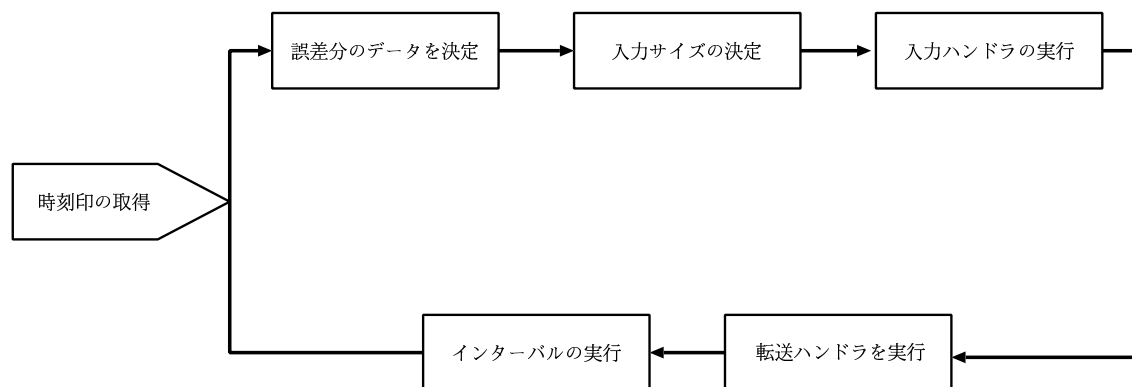 誤差分のデータを決定
入力サイズの決定
入力ハンドラの実行
時刻印の取得
インターバルの実行
転送ハンドラを実行